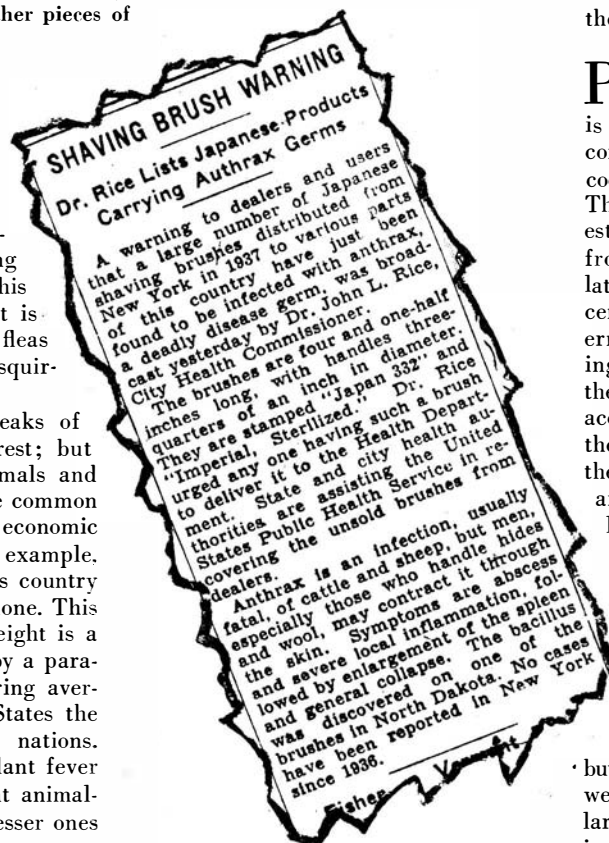 her pieces of
-
ng
his
t is
fleas
squir-
eaks of
rest; but
mals and
e common
economic
example,
s country
one. This
eight is a
by a para-
ring aver-
States the
nations.
lant fever
nt animal-
esser ones
SHAVING BRUSH WARNING
Dr. Rice Lists Japanese Products
Carrying Authrax Germs
A warning to dealers and users
that a large number of Japanese
shaving brushes distributed from
New York in 1937 to various parts
of this country have just been
found to be infected with anthrax,
a deadly disease germ, was broad-
cast yesterday by Dr. John L. Rice,
City Health Commissioner.
The brushes are four and one-half
inches long, with handles three-
quarters of an inch in diameter.
They are stamped "Japan 332" and
"Imperial, Sterilized." Dr. Rice
urged any one having such a brush
to deliver it to the Health Depart-
ment. State and city health au-
thorities are assisting the United
States Public Health Service in re-
covering the unsold brushes from
dealers.
Anthrax is an infection, usually
fatal, of cattle and sheep, but men,
especially those who handle hides
and wool, may contract it through
the skin. Symptoms are abscess
and severe local inflammation, fol-
lowed by enlargement of the spleen
and general collapse. The bacillus
was discovered on one of the
brushes in North Dakota. No cases
have been reported in New York
since 1936.
Fisher
the
P
is
co
Th
est
fro
lat
cer
err
ing
the
acc
the
the
a
but
we
lar